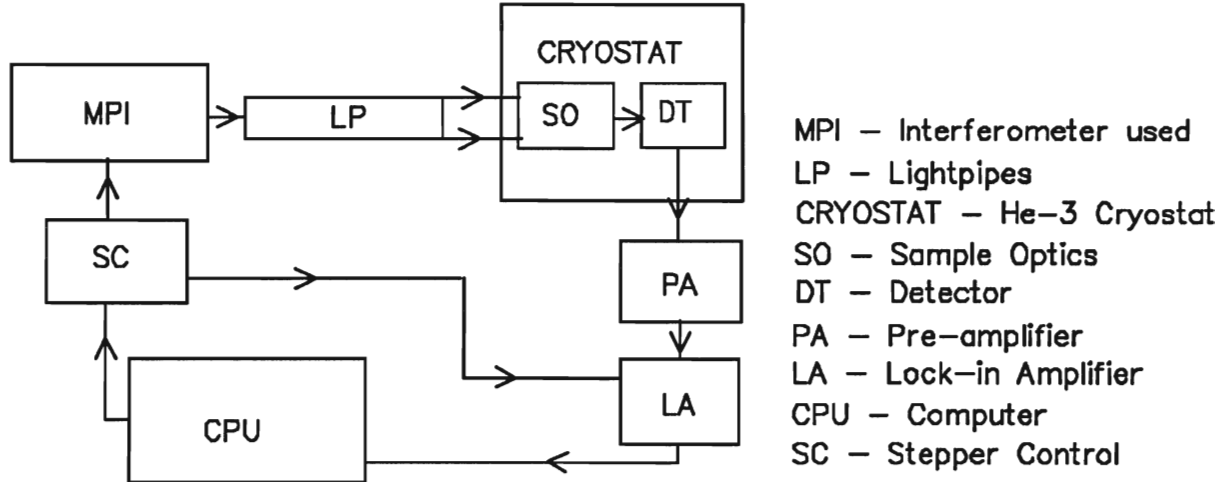 CRYOSTAT
MPI
LP
SO
DT
SC
PA
CPU
LA
MPI – Interferometer used
LP – Lightpipes
CRYOSTAT – He–3 Cryostat
SO – Sample Optics
DT – Detector
PA – Pre–amplifier
LA – Lock–in Amplifier
CPU – Computer
SC – Stepper Control